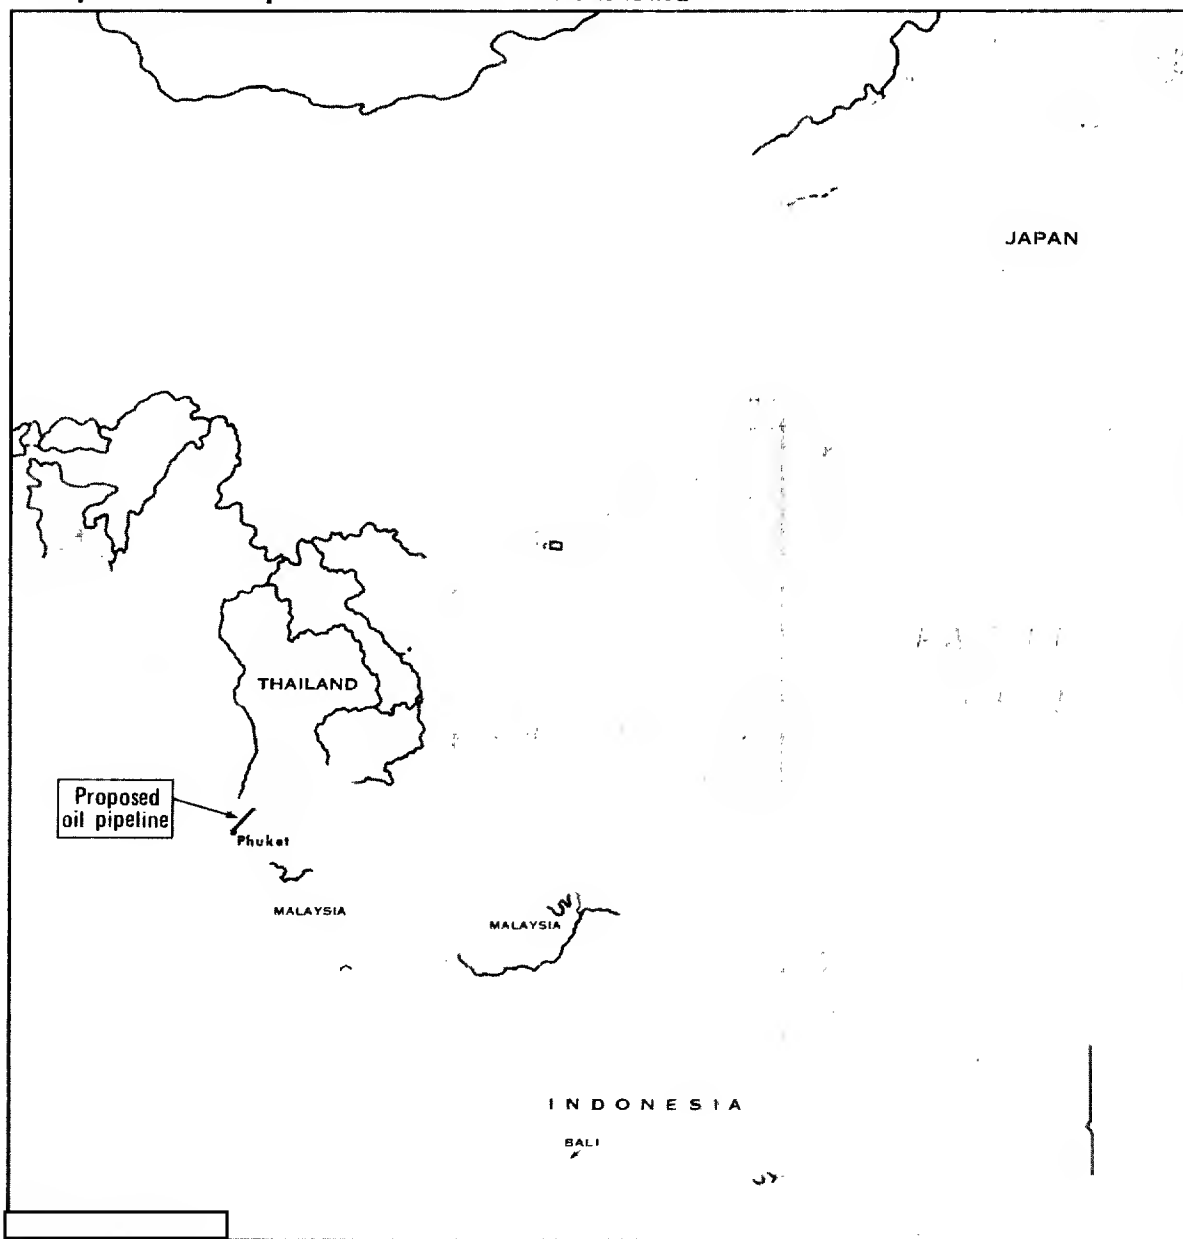 JAPAN
THAILAND
Proposed
oil pipeline
Phuket
MALAYSIA
MALAYSIA
INDONESIA
BALI